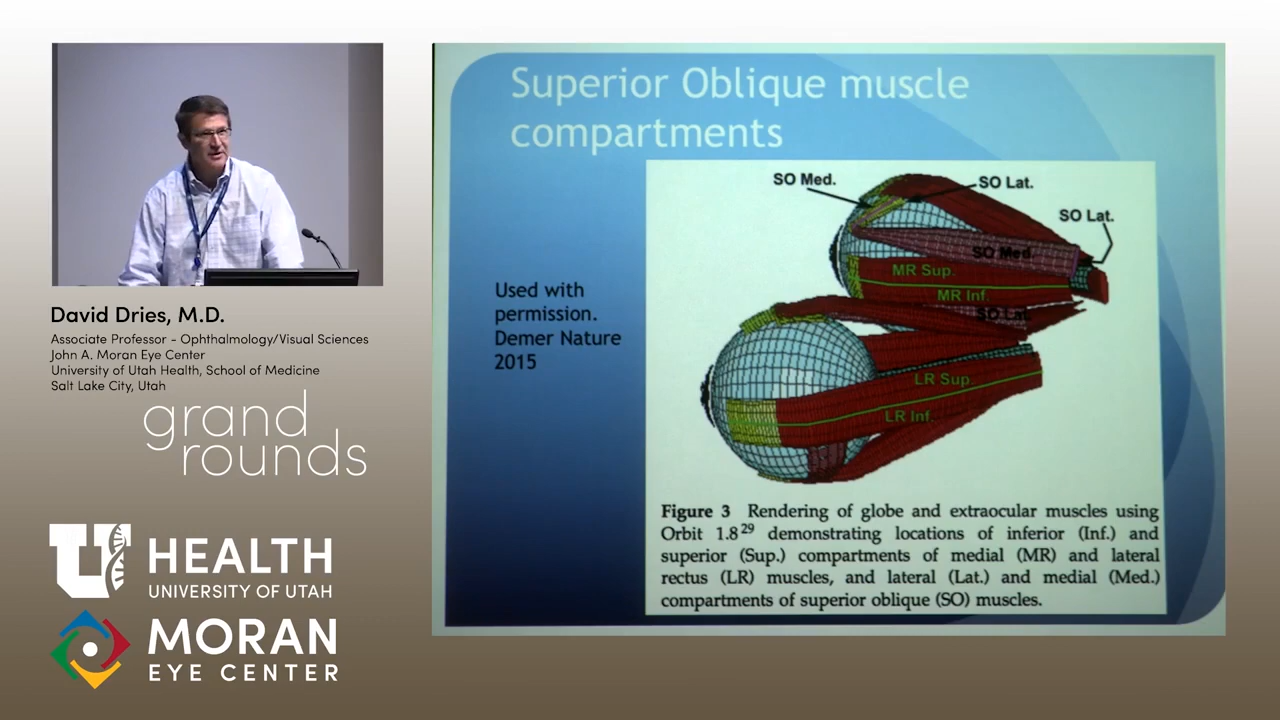 David Dries, M.D.
Associate Professor - Ophthalmology/Visual Sciences
John A. Moran Eye Center
University of Utah Health, School of Medicine
Salt Lake City, Utah
grand
rounds
U
HEALTH
UNIVERSITY OF UTAH
MORAN
EYE CENTER
Superior Oblique muscle
compartments
Used with
permission.
Demer Nature
2015
SO Med.
SO Lat.
SO Lat.
SO Med.
MR Sup.
MR Inf.
SO Lat.
LR Sup.
LR Inf.
Figure 3 Rendering of globe and extraocular muscles using
Orbit 1.8 29 demonstrating locations of inferior (Inf.) and
superior (Sup.) compartments of medial (MR) and lateral
rectus (LR) muscles, and lateral (Lat.) and medial (Med.)
compartments of superior oblique (SO) muscles.